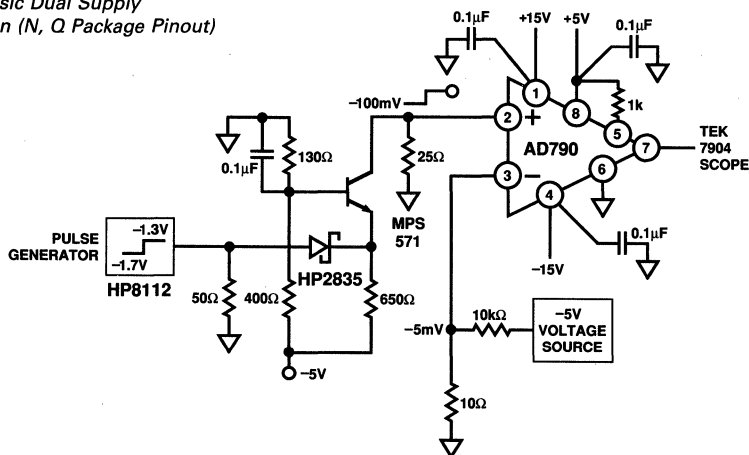 sic Dual Supply
n (N, Q Package Pinout)
0.1μF
+15V
+5V
0.1μF
–100mV
1
8
1k
2
+
5
AD790
7
TEK
7904
SCOPE
0.1μF
130Ω
25Ω
3
–
6
4
MPS
571
0.1μF
–15V
PULSE
GENERATOR
–1.3V
–1.7V
HP8112
HP2835
50Ω
400Ω
650Ω
–5V
–5mV
10kΩ
–5V
VOLTAGE
SOURCE
10Ω